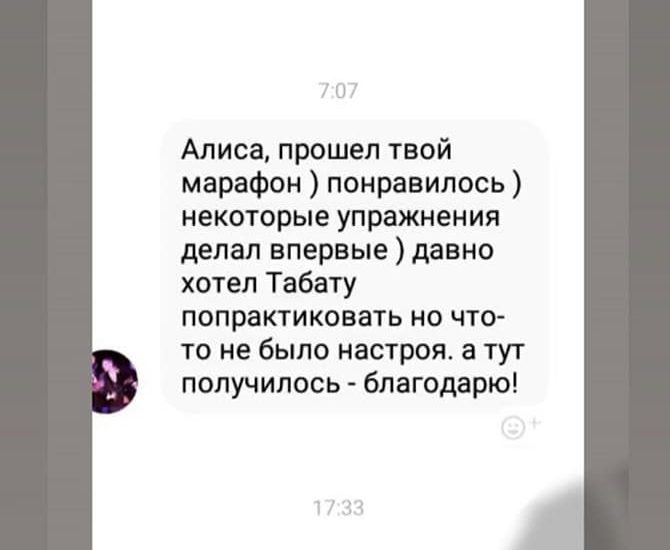 7:07
Алиса, прошел твой
марафон ) понравилось )
некоторые упражнения
делал впервые ) давно
хотел Табату
попрактиковать но что-
то не было настроя. а тут
получилось - благодарю!
17:33